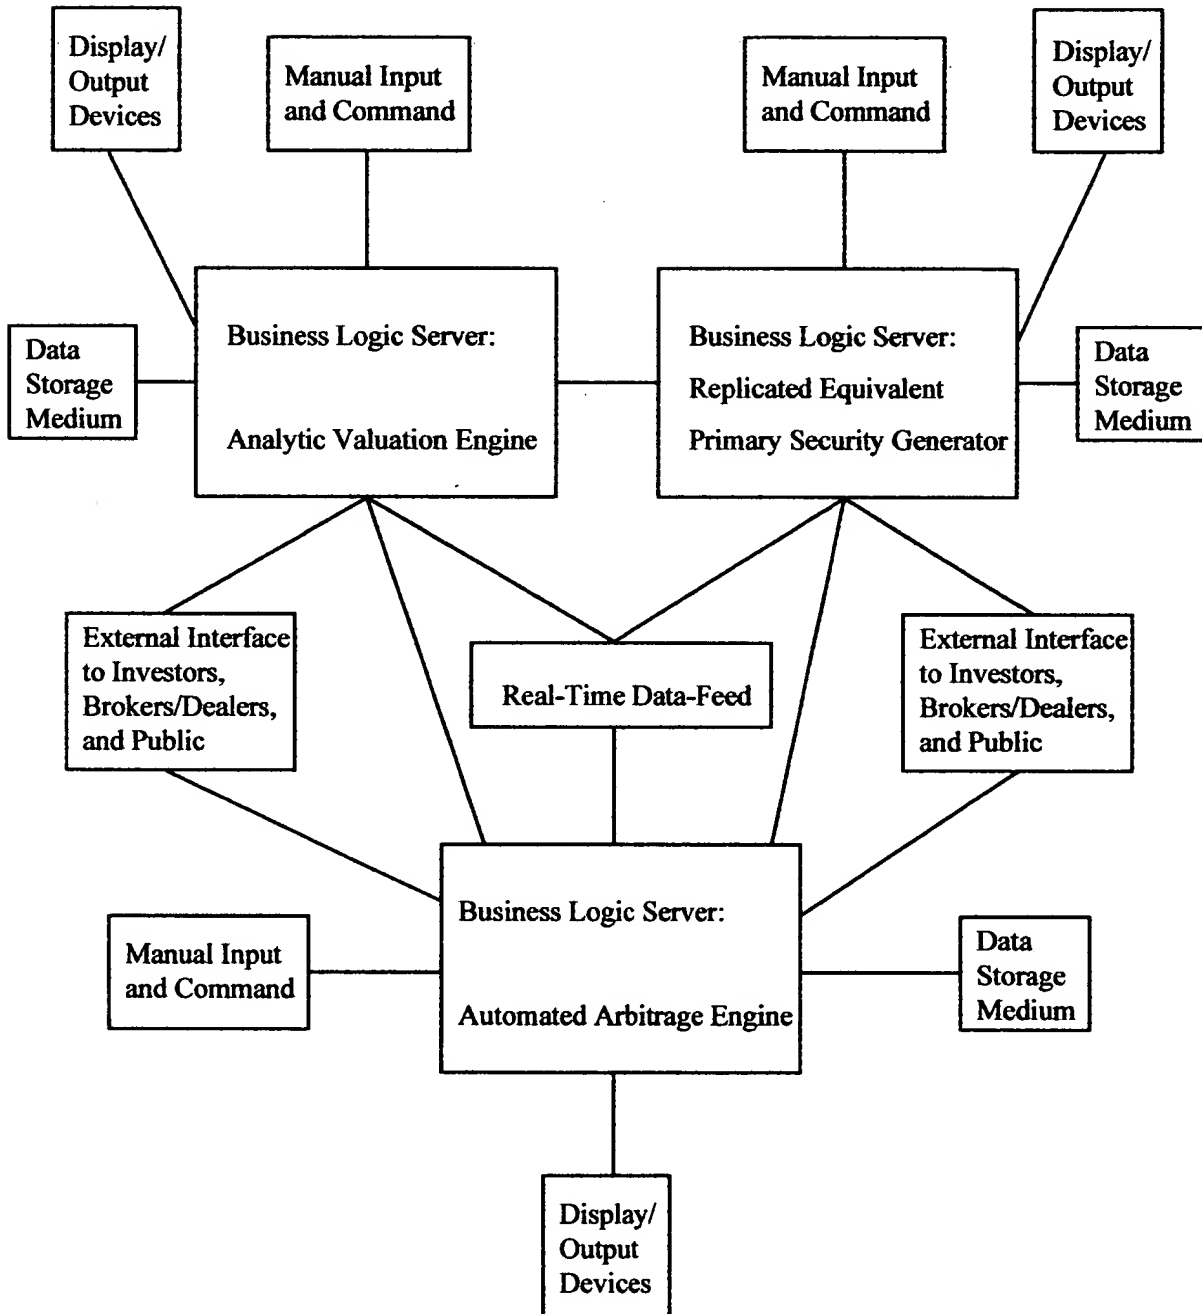 Display/
Output
Devices
Manual Input
and Command
Manual Input
and Command
Display/
Output
Devices
Data
Storage
Medium
Business Logic Server:
Analytic Valuation Engine
Business Logic Server:
Replicated Equivalent
Primary Security Generator
Data
Storage
Medium
External Interface
to Investors,
Brokers/Dealers,
and Public
Real-Time Data-Feed
External Interface
to Investors,
Brokers/Dealers,
and Public
Manual Input
and Command
Business Logic Server:
Automated Arbitrage Engine
Data
Storage
Medium
Display/
Output
Devices